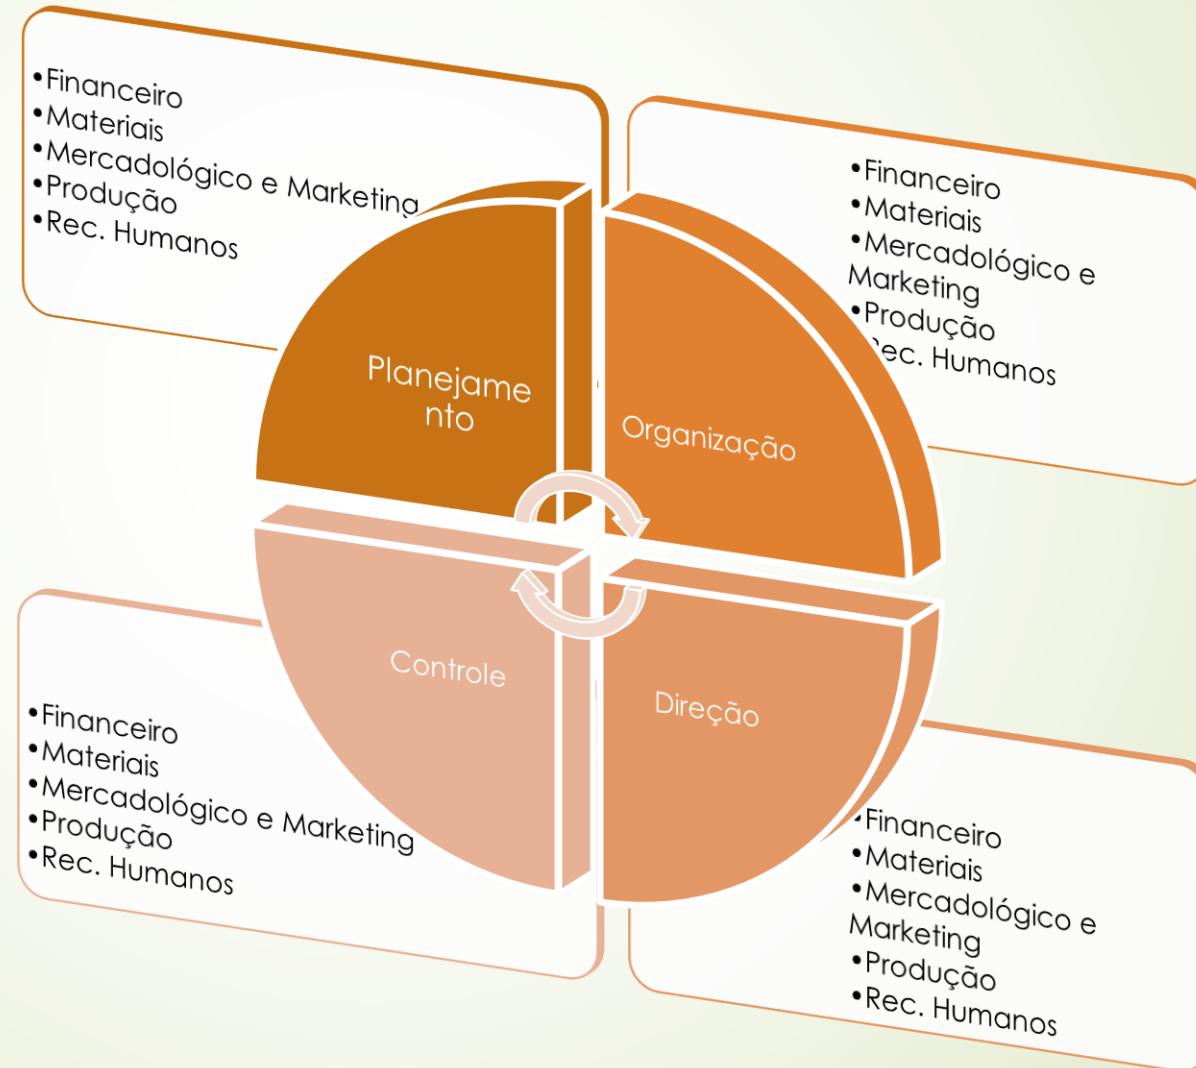 •Financeiro
•Materiais
•Mercadológico e Marketing
•Produção
•Rec. Humanos
•Financeiro
•Materiais
•Mercadológico e
Marketing
•Produção
Rec. Humanos
Planejame
nto
Organização
Controle
Direção
•Financeiro
•Materiais
•Mercadológico e Marketing
•Produção
•Rec. Humanos
•Financeiro
•Materiais
•Mercadológico e
Marketing
•Produção
•Rec. Humanos